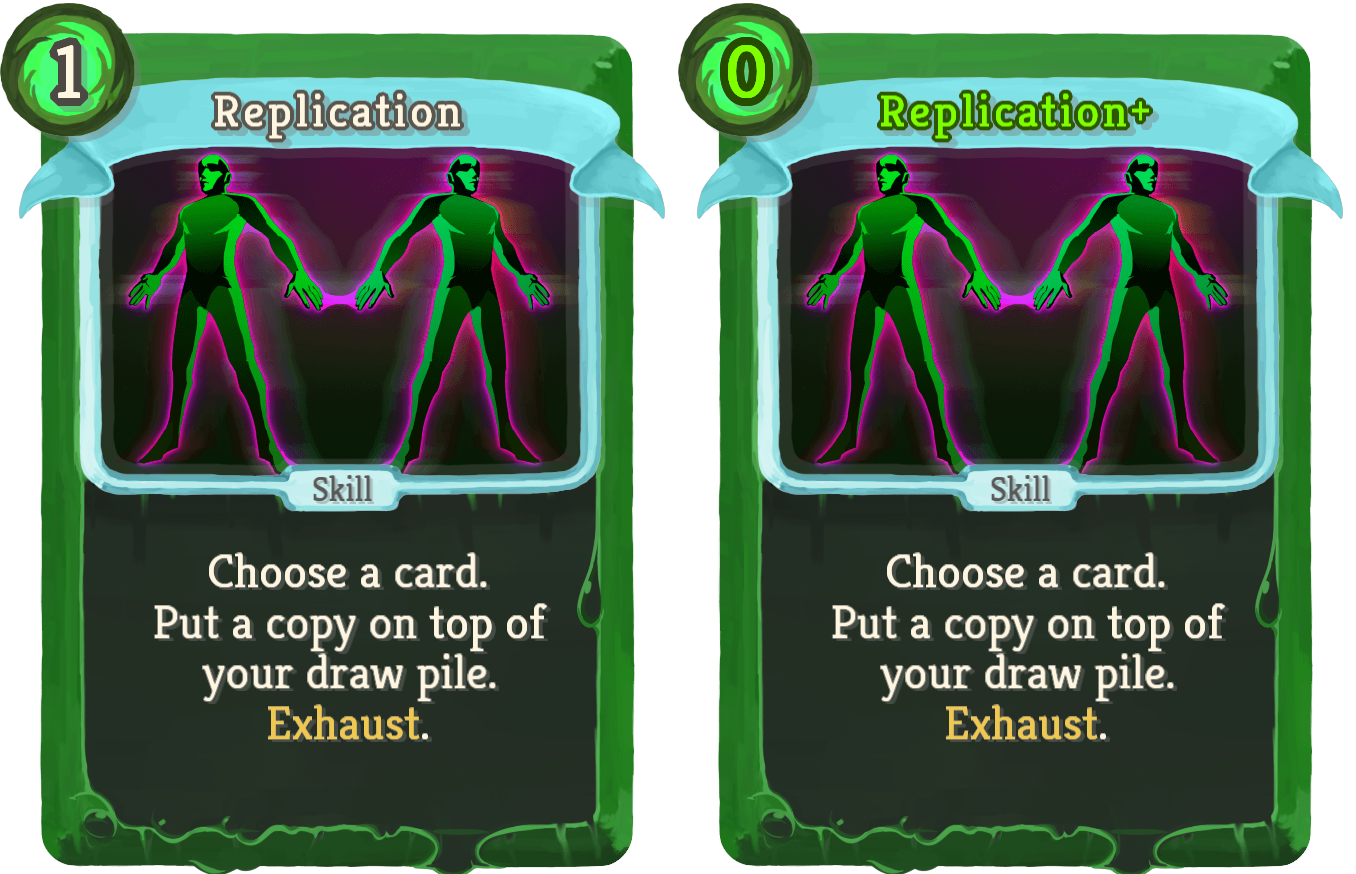 1
Replication
Skill
Choose a card.
Put a copy on top of
your draw pile.
Exhaust.
0
Replication+
Skill
Choose a card.
Put a copy on top of
your draw pile.
Exhaust.